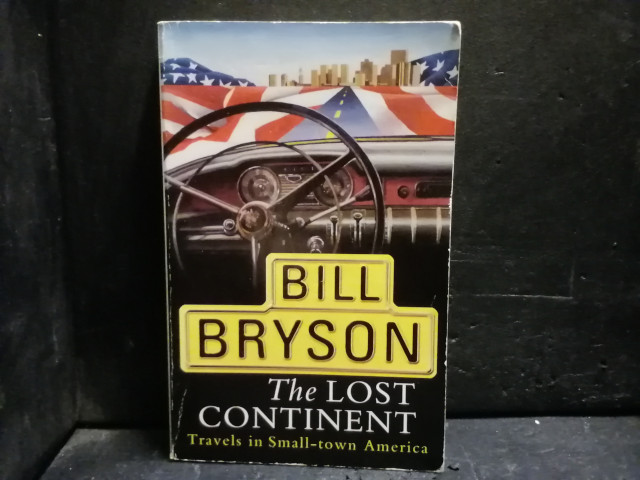 BILL
BRYSON
The LOST
CONTINENT
Travels in Small-town America